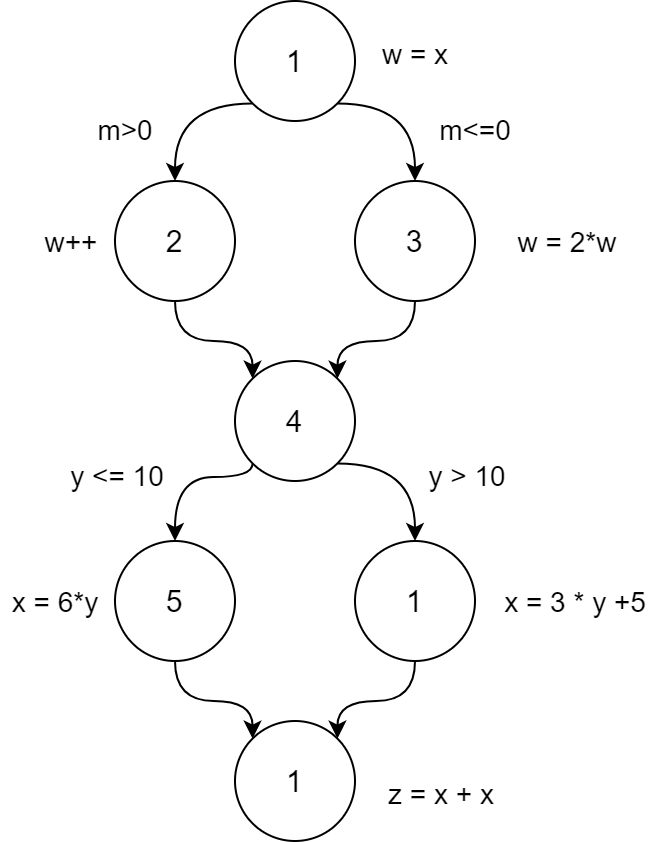 1
w = x
m>0
m<=0
w++
2
3
w = 2*w
4
y <= 10
y > 10
x = 6*y
5
1
x = 3 * y +5
1
z = x + x